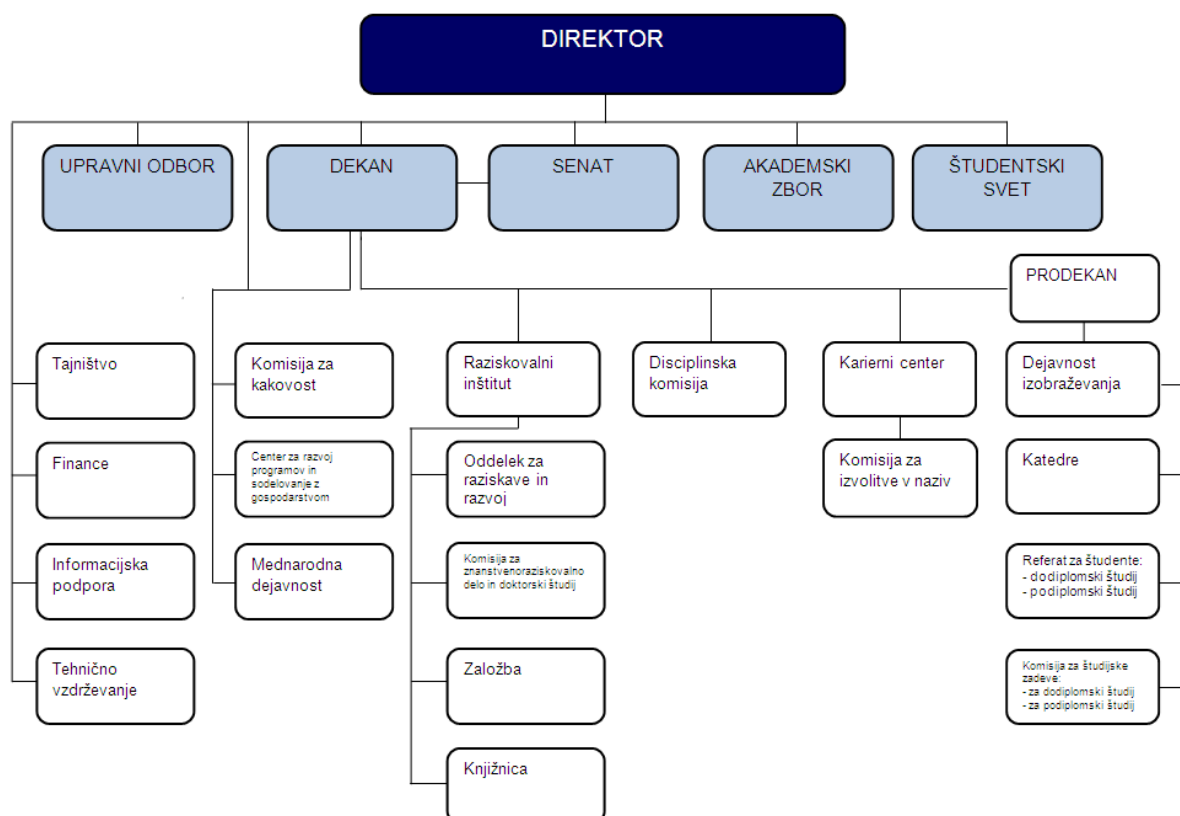 DIREKTOR
UPRAVNI ODBOR
DEKAN
SENAT
AKADEMSKI
ZBOR
ŠTUDENTSKI
SVET
PRODEKAN
Tajništvo
Komisija za
kakovost
Raziskovalni
inštitut
Disciplinska
komisija
Karierni center
Dejavnost
izobraževanja
Finance
Center za razvoj
programov in
sodelovanje z
gospodarstvom
Oddelek za
raziskave in
razvoj
Komisija za
izvolitve v naziv
Katedre
Informacijska
podpora
Mednarodna
dejavnost
Komisija za
znanstvenoraziskovalno
delo in doktorski študij
Referat za študente:
- dodiplomski študij
- podiplomski študij
Tehnično
vzdrževanje
Založba
Komisija za študijske
zadeve:
- za dodiplomski študij
- za podiplomski študij
Knjižnica